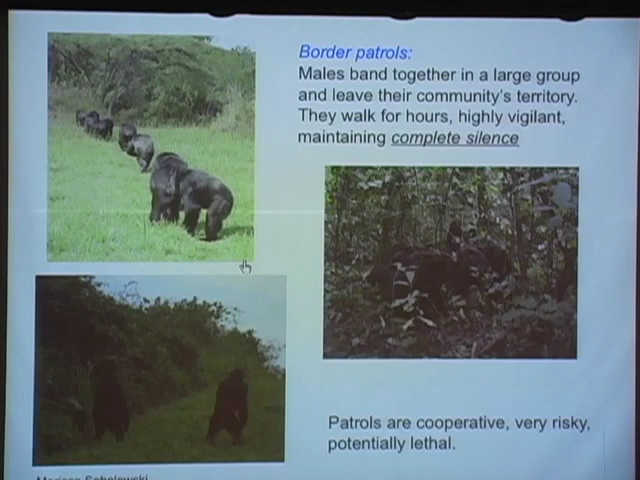 Border patrols:
Males band together in a large group
and leave their community's territory.
They walk for hours, highly vigilant,
maintaining complete silence
Patrols are cooperative, very risky,
potentially lethal.